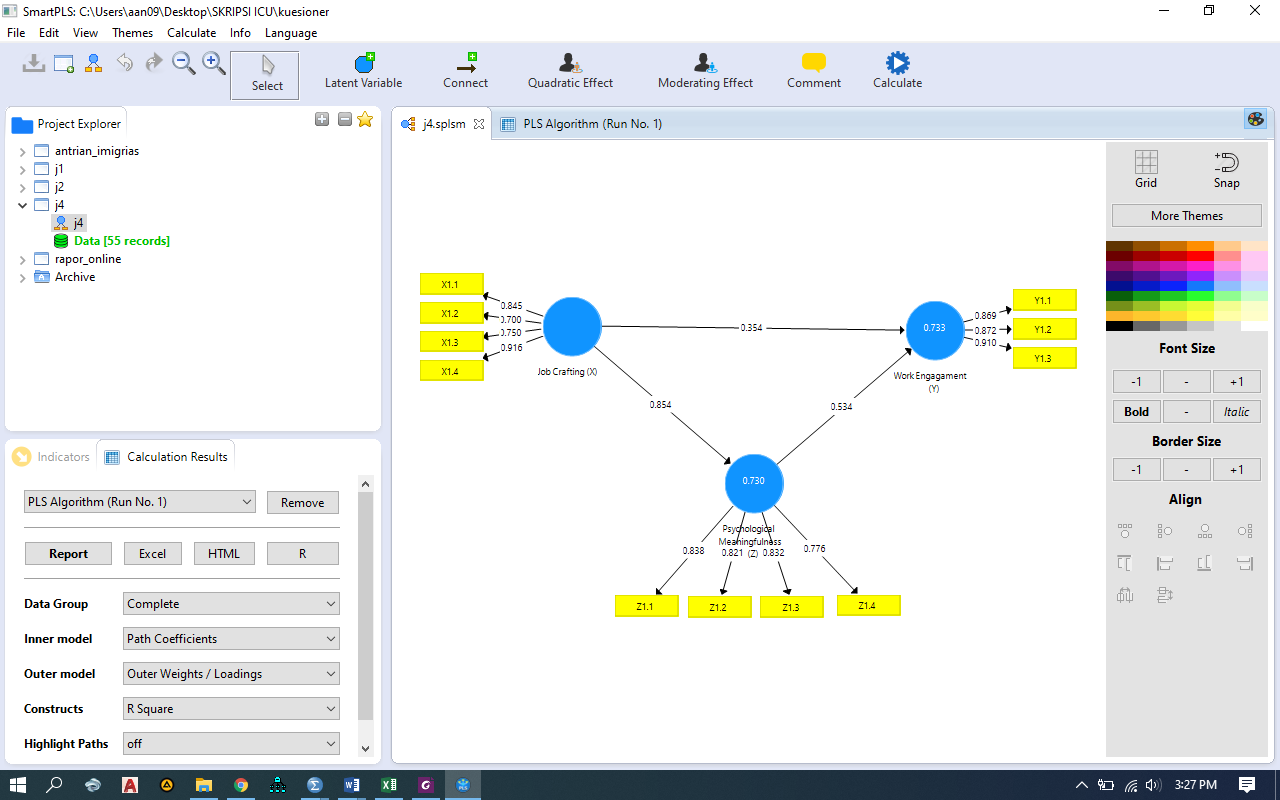 SmartPLS: C:\Users\aan09\Desktop\SKRIPSI ICU\kuesioner
File Edit View Themes Calculate Info Language
Select
Latent Variable
Connect
Quadratic Effect
Moderating Effect
Comment
Calculate
Project Explorer
antrian_imigrias
j1
j2
j4
j4
Data [55 records]
rapor_online
Archive
Indicators
Calculation Results
PLS Algorithm (Run No. 1)
Remove
Report
Excel
HTML
R
Data Group
Complete
Inner model
Path Coefficients
Outer model
Outer Weights / Loadings
Constructs
R Square
Highlight Paths
off
j4.splsm
PLS Algorithm (Run No. 1)
X1.1
X1.2
X1.3
X1.4
0.845
0.700
0.750
0.916
Job Crafting (X)
0.354
0.733
Work Engagament
(Y)
0.869
0.872
0.910
Y1.1
Y1.2
Y1.3
0.854
0.534
0.730
Psychological
Meaningfulness
(Z)
0.838
0.821
0.832
0.776
Z1.1
Z1.2
Z1.3
Z1.4
Grid
Snap
More Themes
Font Size
-1
-
+1
Bold
-
Italic
Border Size
-1
-
+1
Align
3:27 PM